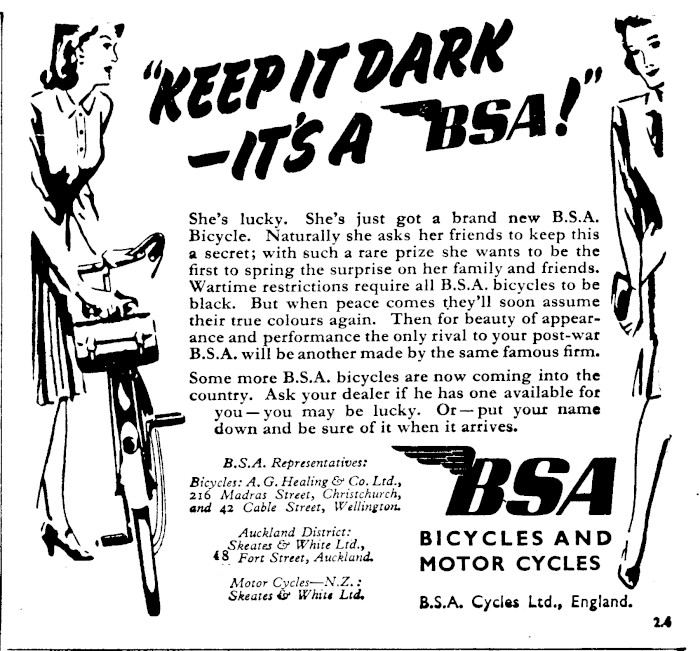 "KEEP IT DARK
—IT'S A BSA!"
She's lucky. She's just got a brand new B.S.A.
Bicycle. Naturally she asks her friends to keep this
a secret; with such a rare prize she wants to be the
first to spring the surprise on her family and friends.
Wartime restrictions require all B.S.A. bicycles to be
black. But when peace comes they'll soon assume
their true colours again. Then for beauty of appear-
ance and performance the only rival to your post-war
B.S.A. will be another made by the same famous firm.
Some more B.S.A. bicycles are now coming into the
country. Ask your dealer if he has one available for
you—you may be lucky. Or—put your name
down and be sure of it when it arrives.
B.S.A. Representatives:
Bicycles: A. G. Healing & Co. Ltd.,
216 Madras Street, Christchurch,
and 42 Cable Street, Wellington.
Auckland District:
Skeates & White Ltd.,
48 Fort Street, Auckland.
Motor Cycles—N.Z.:
Skeates & White Ltd.
BSA
BICYCLES AND
MOTOR CYCLES
B.S.A. Cycles Ltd., England.
2.4